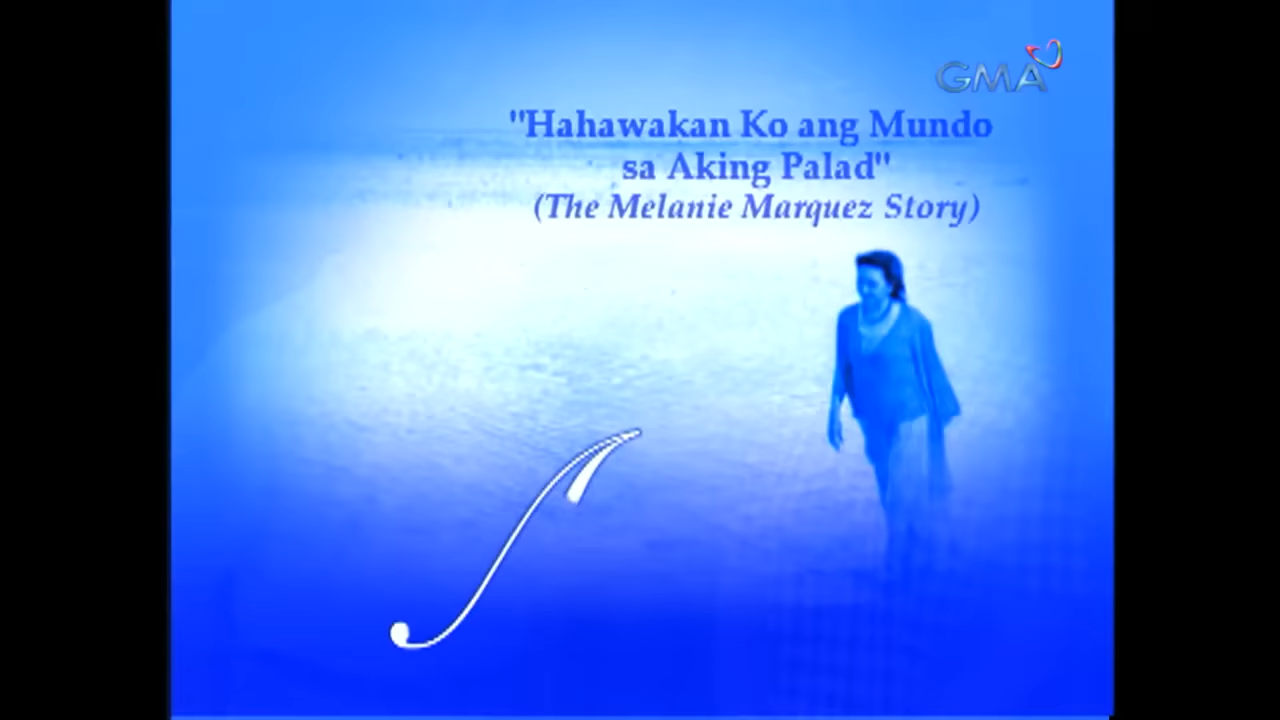 GMA
"Hahawakan Ko ang Mundo
sa Aking Palad"
(The Melanie Marquez Story)